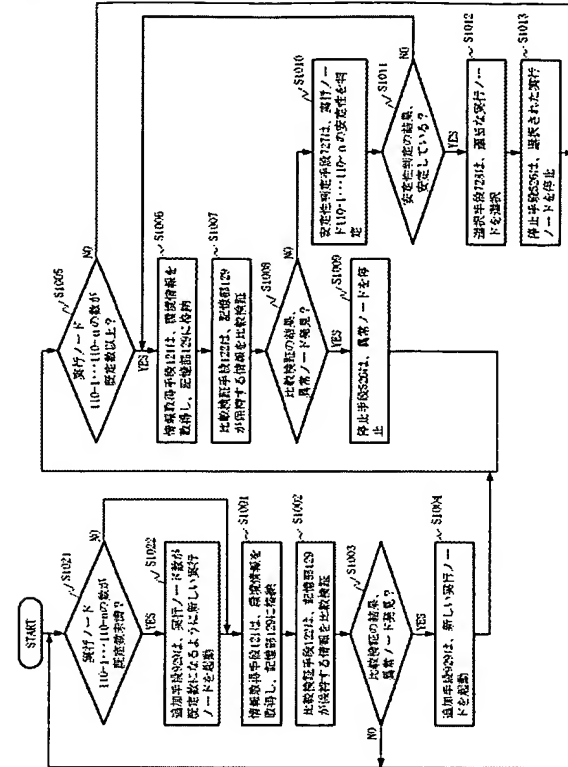 START
S1021
実行ノード
110-1・・・110-nの数が
既定数未満？
NO
YES
S1022
追加手段929は、実行ノード数が
既定数になるように新しい実行
ノードを起動
S1001
情報取得手段121は、環境情報を
取得し、記憶部129に格納
S1002
比較検証手段122は、記憶部129
が保持する情報を比較検証
S1003
比較検証の結果、
異常ノード発見？
NO
YES
S1004
追加手段929は、新しい実行ノー
ドを起動
S1005
実行ノード
110-1・・・110-nの数が
既定数以上？
NO
YES
S1006
情報取得手段121は、環境情報を
取得し、記憶部129に格納
S1007
比較検証手段122は、記憶部129
が保持する情報を比較検証
S1008
比較検証の結果、
異常ノード発見？
NO
YES
S1009
停止手段526は、異常ノードを停
止
S1010
安定性判定手段727は、実行ノー
ド110-1・・・110-nの安定性を判
定
S1011
安定性判定の結果、
安定している？
NO
YES
S1012
選択手段728は、適当な実行ノー
ドを選択
S1013
停止手段526は、選択された実行
ノードを停止